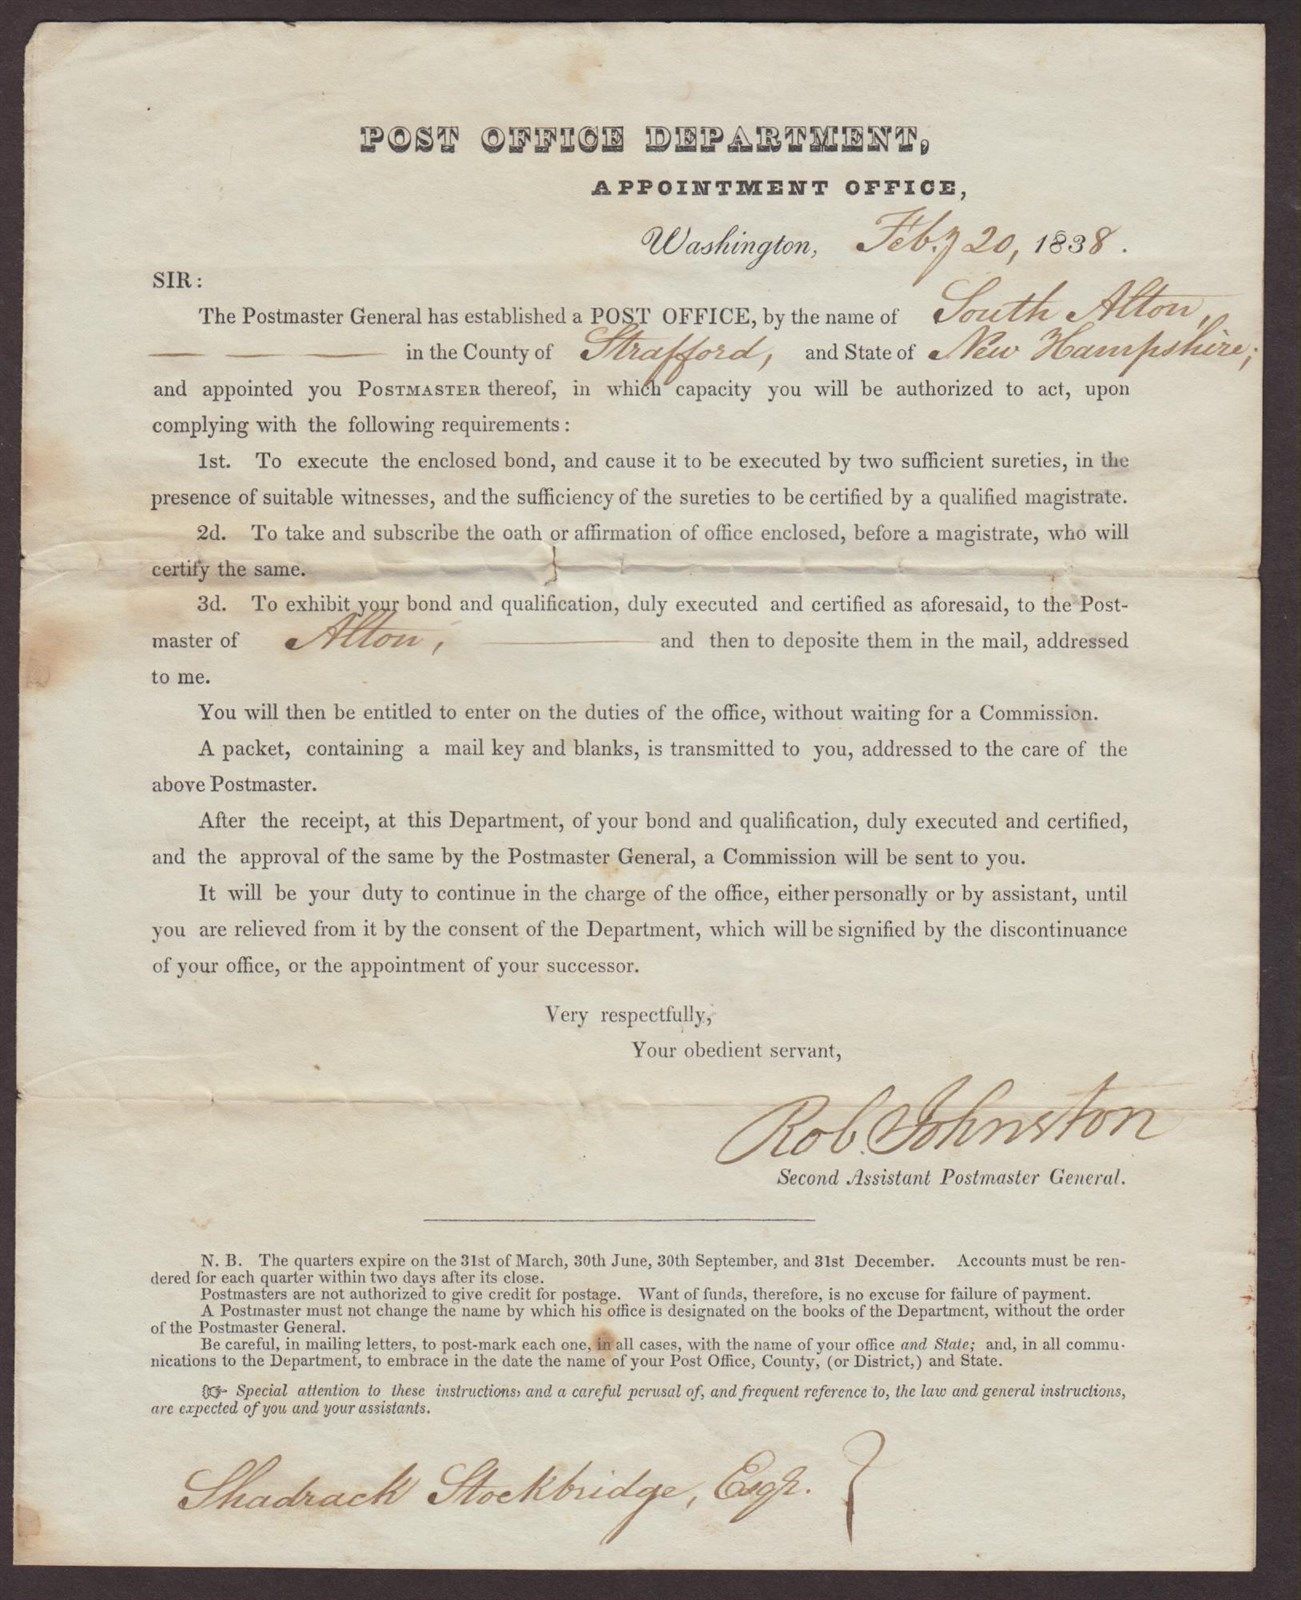 POST OFFICE DEPARTMENT,
APPOINTMENT OFFICE,
Washington, Feb.y 20, 1838.
SIR:
The Postmaster General has established a POST OFFICE, by the name of South Alton,
— — — in the County of Strafford, and State of New Hampshire;
and appointed you POSTMASTER thereof, in which capacity you will be authorized to act, upon
complying with the following requirements:
1st. To execute the enclosed bond, and cause it to be executed by two sufficient sureties, in the
presence of suitable witnesses, and the sufficiency of the sureties to be certified by a qualified magistrate.
2d. To take and subscribe the oath or affirmation of office enclosed, before a magistrate, who will
certify the same.
3d. To exhibit your bond and qualification, duly executed and certified as aforesaid, to the Post-
master of Alton, — and then to deposite them in the mail, addressed
to me.
You will then be entitled to enter on the duties of the office, without waiting for a Commission.
A packet, containing a mail key and blanks, is transmitted to you, addressed to the care of the
above Postmaster.
After the receipt, at this Department, of your bond and qualification, duly executed and certified,
and the approval of the same by the Postmaster General, a Commission will be sent to you.
It will be your duty to continue in the charge of the office, either personally or by assistant, until
you are relieved from it by the consent of the Department, which will be signified by the discontinuance
of your office, or the appointment of your successor.
Very respectfully,
Your obedient servant,
Rob. Johnston
Second Assistant Postmaster General.
N. B. The quarters expire on the 31st of March, 30th June, 30th September, and 31st December. Accounts must be ren-
dered for each quarter within two days after its close.
Postmasters are not authorized to give credit for postage. Want of funds, therefore, is no excuse for failure of payment.
A Postmaster must not change the name by which his office is designated on the books of the Department, without the order
of the Postmaster General.
Be careful, in mailing letters, to post-mark each one, in all cases, with the name of your office and State; and, in all commu-
nications to the Department, to embrace in the date the name of your Post Office, County, (or District,) and State.
☞ Special attention to these instructions, and a careful perusal of, and frequent reference to, the law and general instructions,
are expected of you and your assistants.
Shadrack Stockbridge, Esqr. }